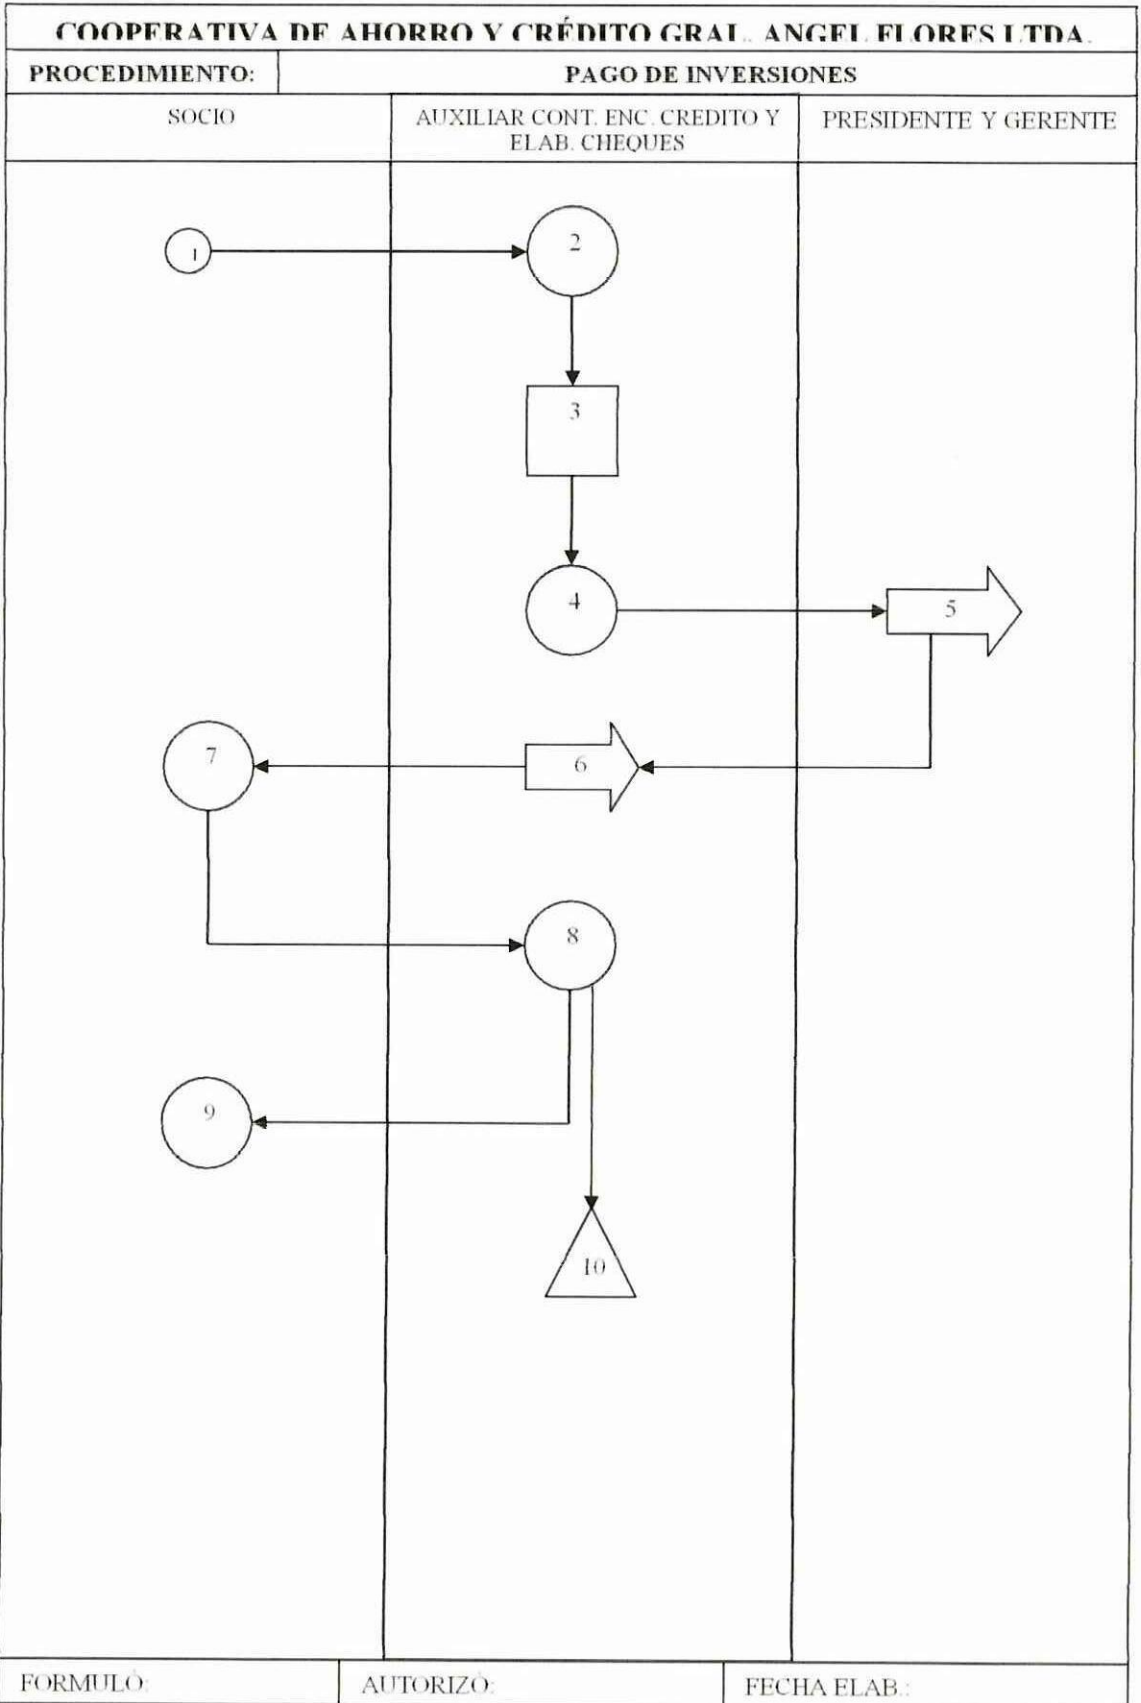 COOPERATIVA DE AHORRO Y CRÉDITO GRAL. ANGEL FLORES LTDA.
PROCEDIMIENTO: PAGO DE INVERSIONES
SOCIO
AUXILIAR CONT. ENC. CREDITO Y
ELAB. CHEQUES
PRESIDENTE Y GERENTE
1
2
3
4
5
6
7
8
9
10
FORMULÓ:
AUTORIZÓ:
FECHA ELAB.: